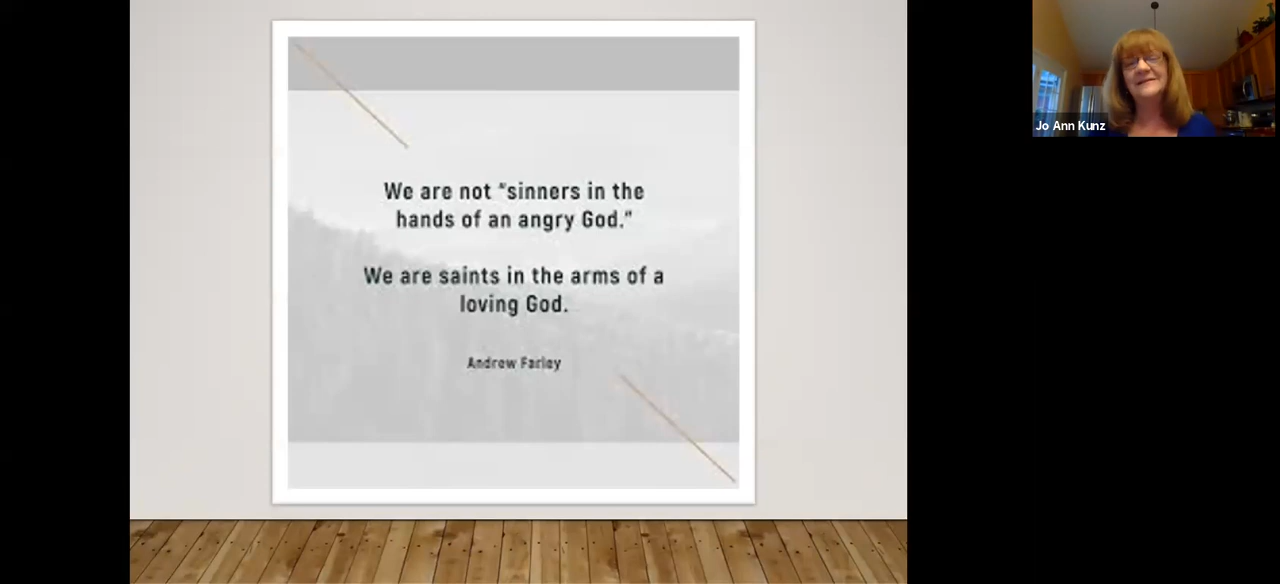 We are not "sinners in the
hands of an angry God."
We are saints in the arms of a
loving God.
Andrew Farley
Jo Ann Kunz